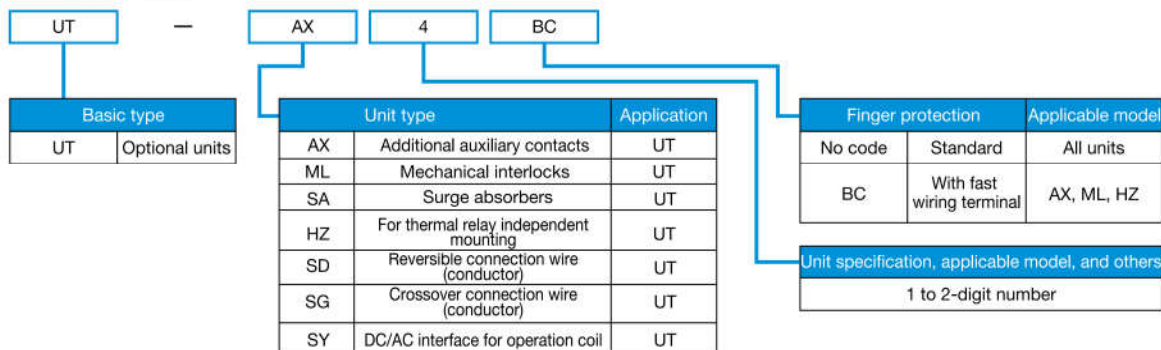 UT — AX 4 BC
Basic type
UT Optional units
Unit type Application
AX Additional auxiliary contacts UT
ML Mechanical interlocks UT
SA Surge absorbers UT
HZ For thermal relay independent
mounting UT
SD Reversible connection wire
(conductor) UT
SG Crossover connection wire
(conductor) UT
SY DC/AC interface for operation coil UT
Finger protection Applicable model
No code Standard All units
BC With fast
wiring terminal AX, ML, HZ
Unit specification, applicable model, and others
1 to 2-digit number